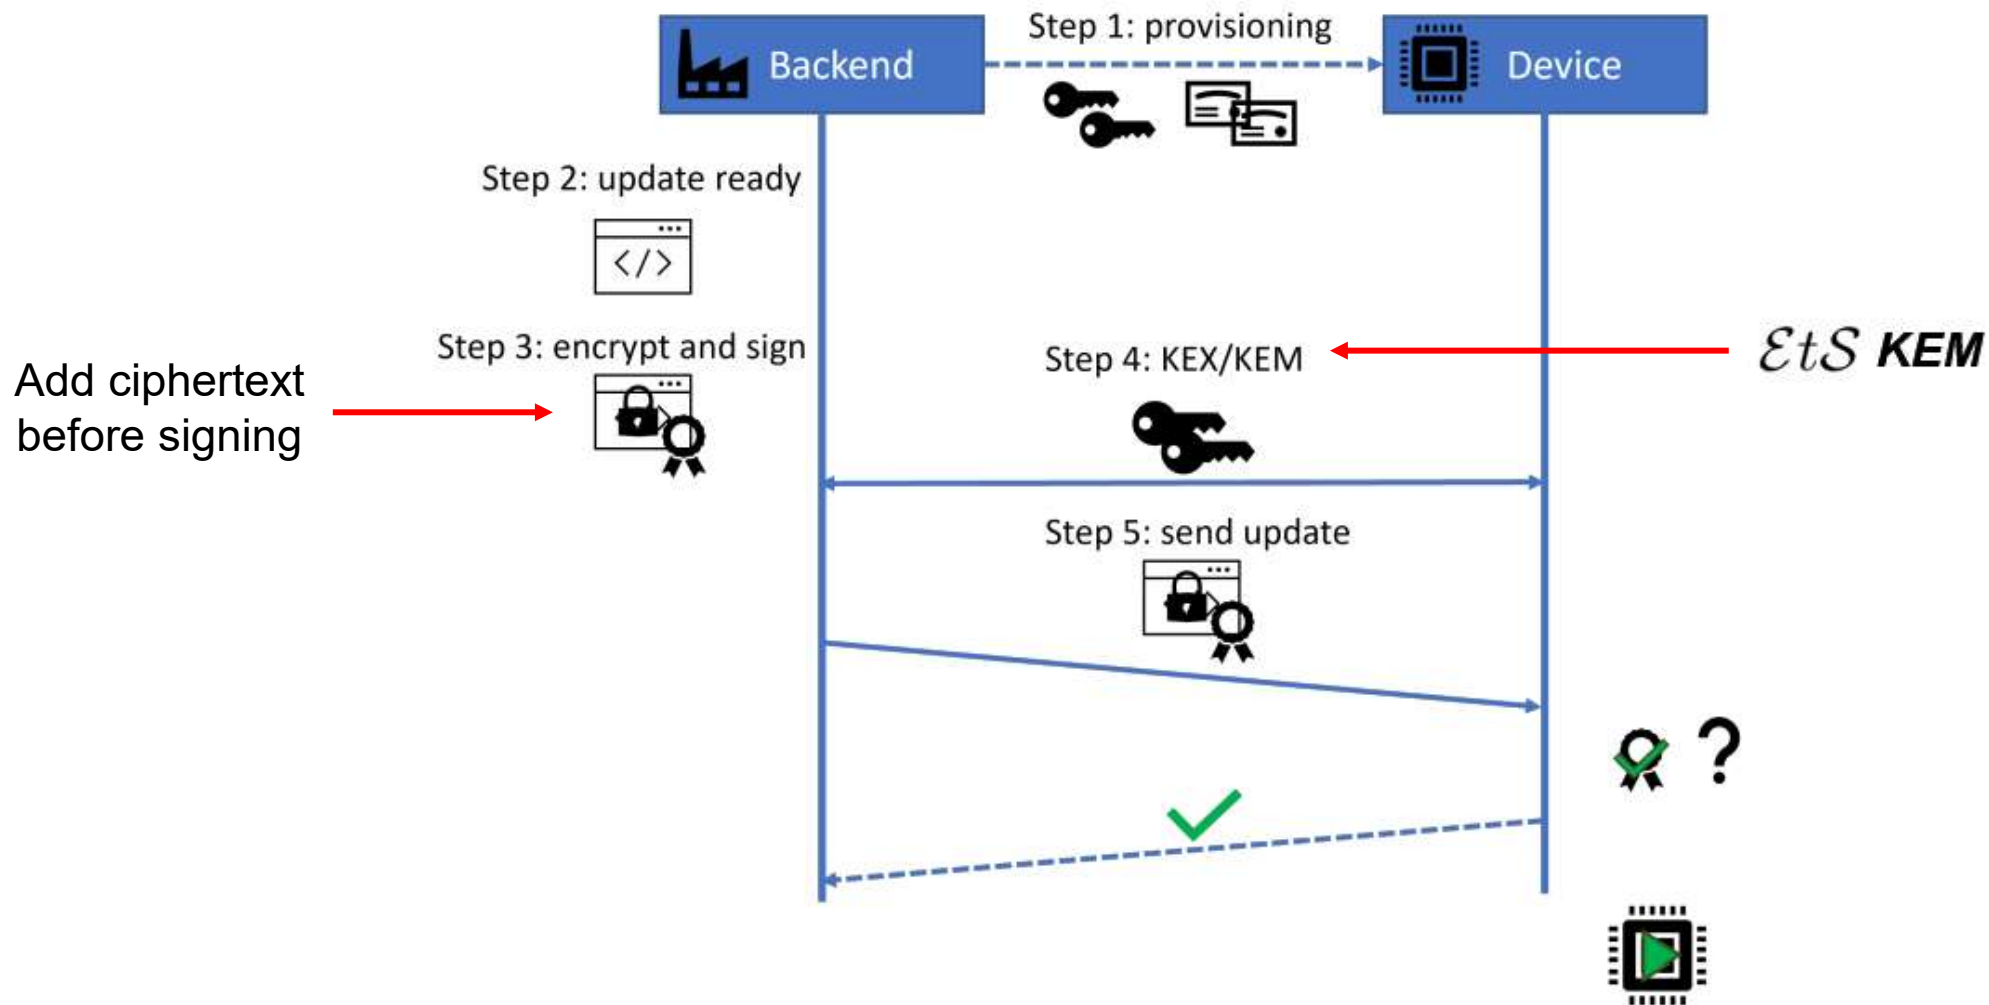 Step 1: provisioning
Backend
Device
Step 2: update ready
</>
Step 3: encrypt and sign
Add ciphertext
before signing
Step 4: KEX/KEM
EtS KEM
Step 5: send update
?